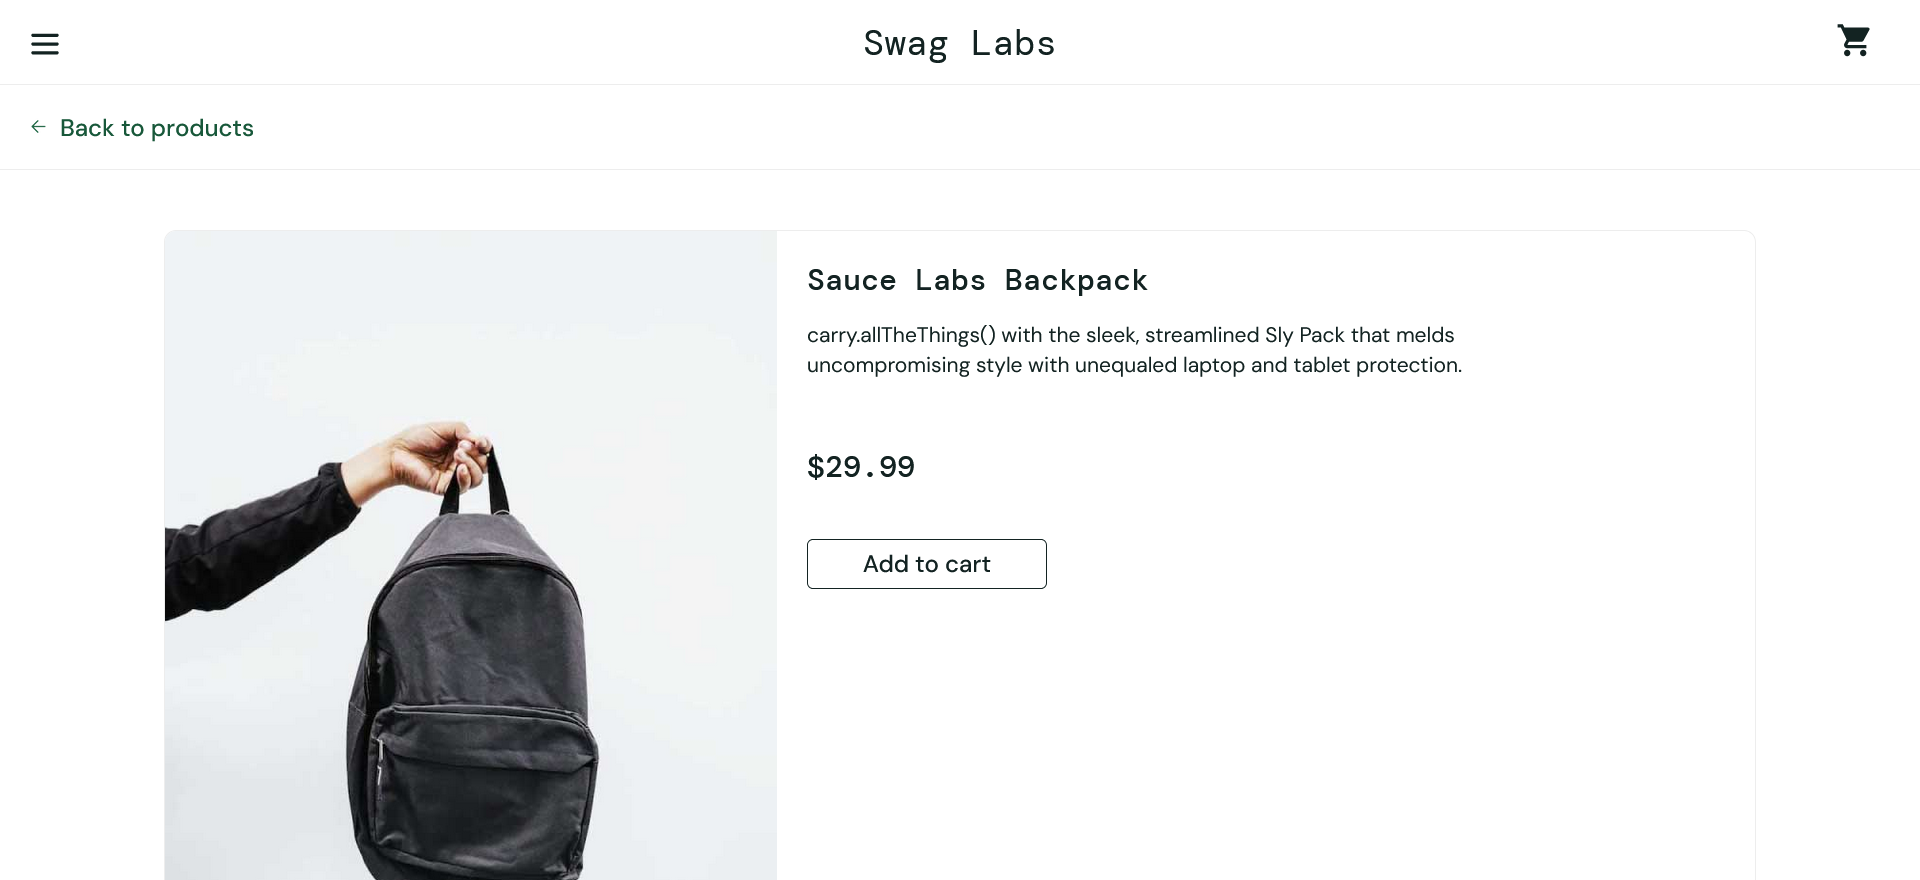 Swag Labs
Back to products
Sauce Labs Backpack
carry.allTheThings() with the sleek, streamlined Sly Pack that melds
uncompromising style with unequaled laptop and tablet protection.
$29.99
Add to cart